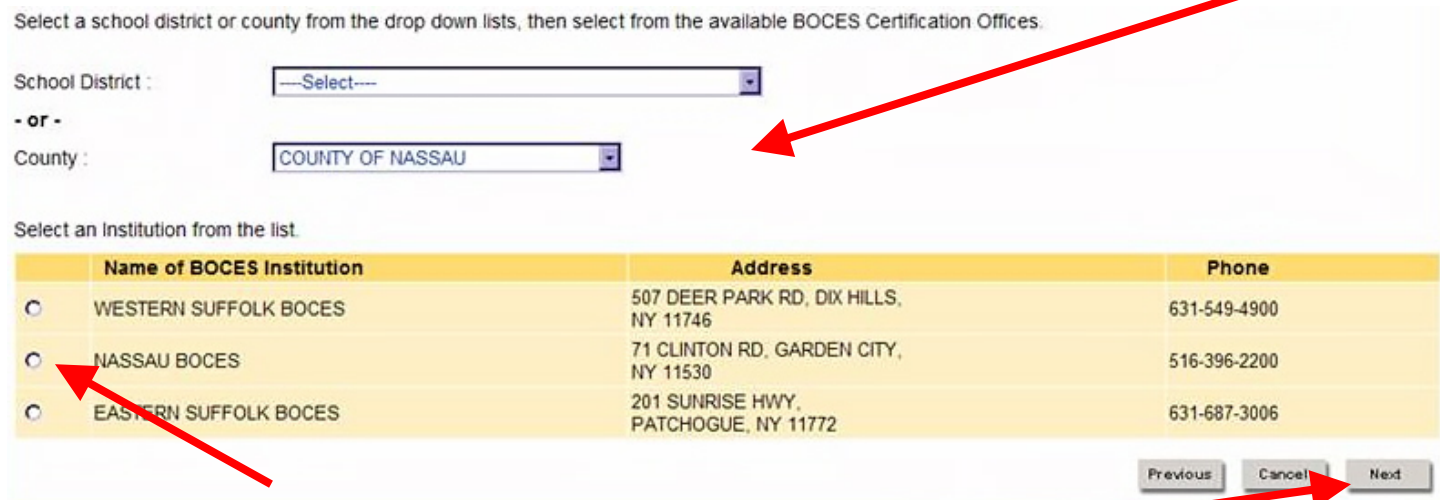 Select a school district or county from the drop down lists, then select from the available BOCES Certification Offices.
School District : ----Select----
- or -
County : COUNTY OF NASSAU
Select an Institution from the list.
Name of BOCES Institution Address Phone
WESTERN SUFFOLK BOCES 507 DEER PARK RD, DIX HILLS, NY 11746 631-549-4900
NASSAU BOCES 71 CLINTON RD, GARDEN CITY, NY 11530 516-396-2200
EASTERN SUFFOLK BOCES 201 SUNRISE HWY, PATCHOGUE, NY 11772 631-687-3006
Previous Cancel Next